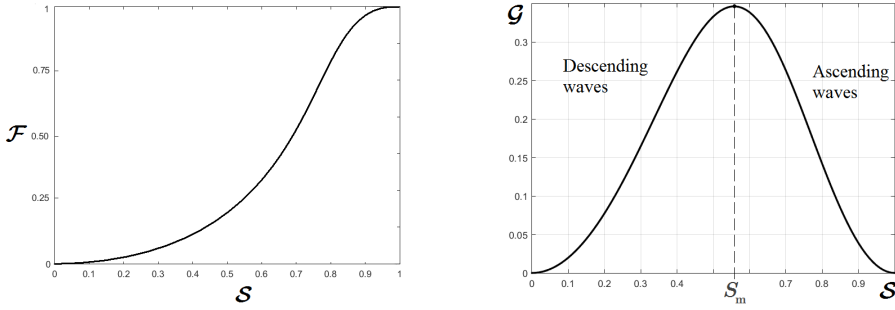 1
0.75
0.50
0.25
0
𝓕
0 0.1 0.2 0.3 0.4 0.5 0.6 0.7 0.8 0.9 1
𝓢
𝓖
0.3
0.25
0.2
0.15
0.1
0.05
0
Descending
waves
Ascending
waves
0 0.1 0.2 0.3 0.4 Sm 0.7 0.8 0.9 𝓢